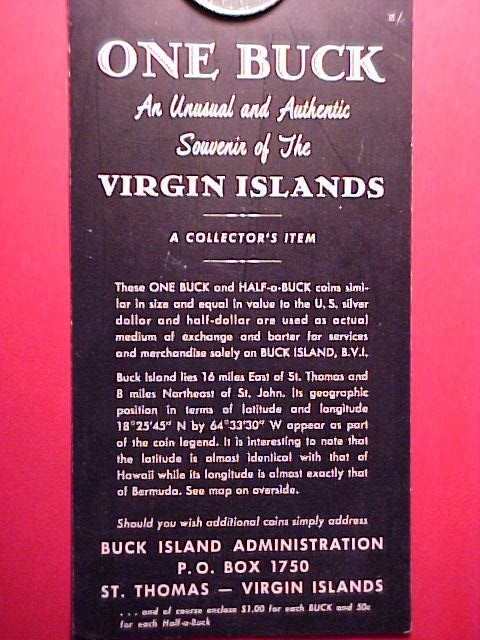 ONE BUCK
An Unusual and Authentic
Souvenir of The
VIRGIN ISLANDS
A COLLECTOR'S ITEM
These ONE BUCK and HALF-a-BUCK coins simi-
lar in size and equal in value to the U.S. silver
dollar and half-dollar are used as actual
medium of exchange and barter for services
and merchandise solely on BUCK ISLAND, B.V.I.
Buck Island lies 16 miles East of St. Thomas and
8 miles Northeast of St. John. Its geographic
position in terms of latitude and longitude
18°25'45" N by 64°33'30" W appear as part
of the coin legend. It is interesting to note that
the latitude is almost identical with that of
Hawaii while its longitude is almost exactly that
of Bermuda. See map on overside.
Should you wish additional coins simply address
BUCK ISLAND ADMINISTRATION
P.O. BOX 1750
ST. THOMAS — VIRGIN ISLANDS
... and of course enclose $1.00 for each BUCK and 50c
for each Half-a-Buck